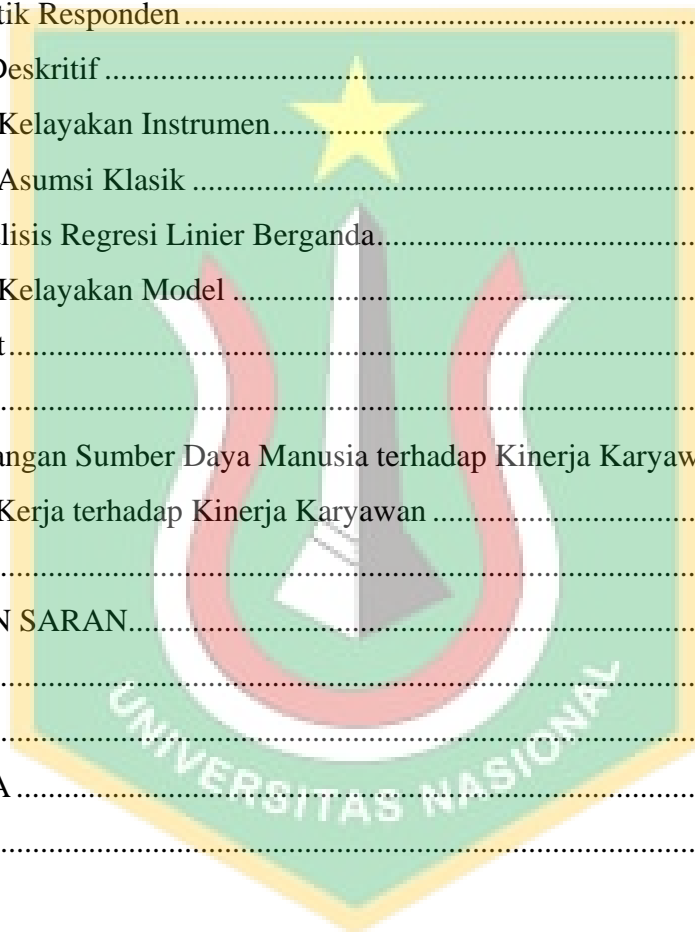 tik Responden ..........
Deskritif ..........
Kelayakan Instrumen ..........
Asumsi Klasik ..........
lisis Regresi Linier Berganda ..........
Kelayakan Model ..........
t ..........
..........
angan Sumber Daya Manusia terhadap Kinerja Karyaw
Kerja terhadap Kinerja Karyawan ..........
..........
N SARAN ..........
..........
..........
A ..........
..........
UNIVERSITAS NASIONAL